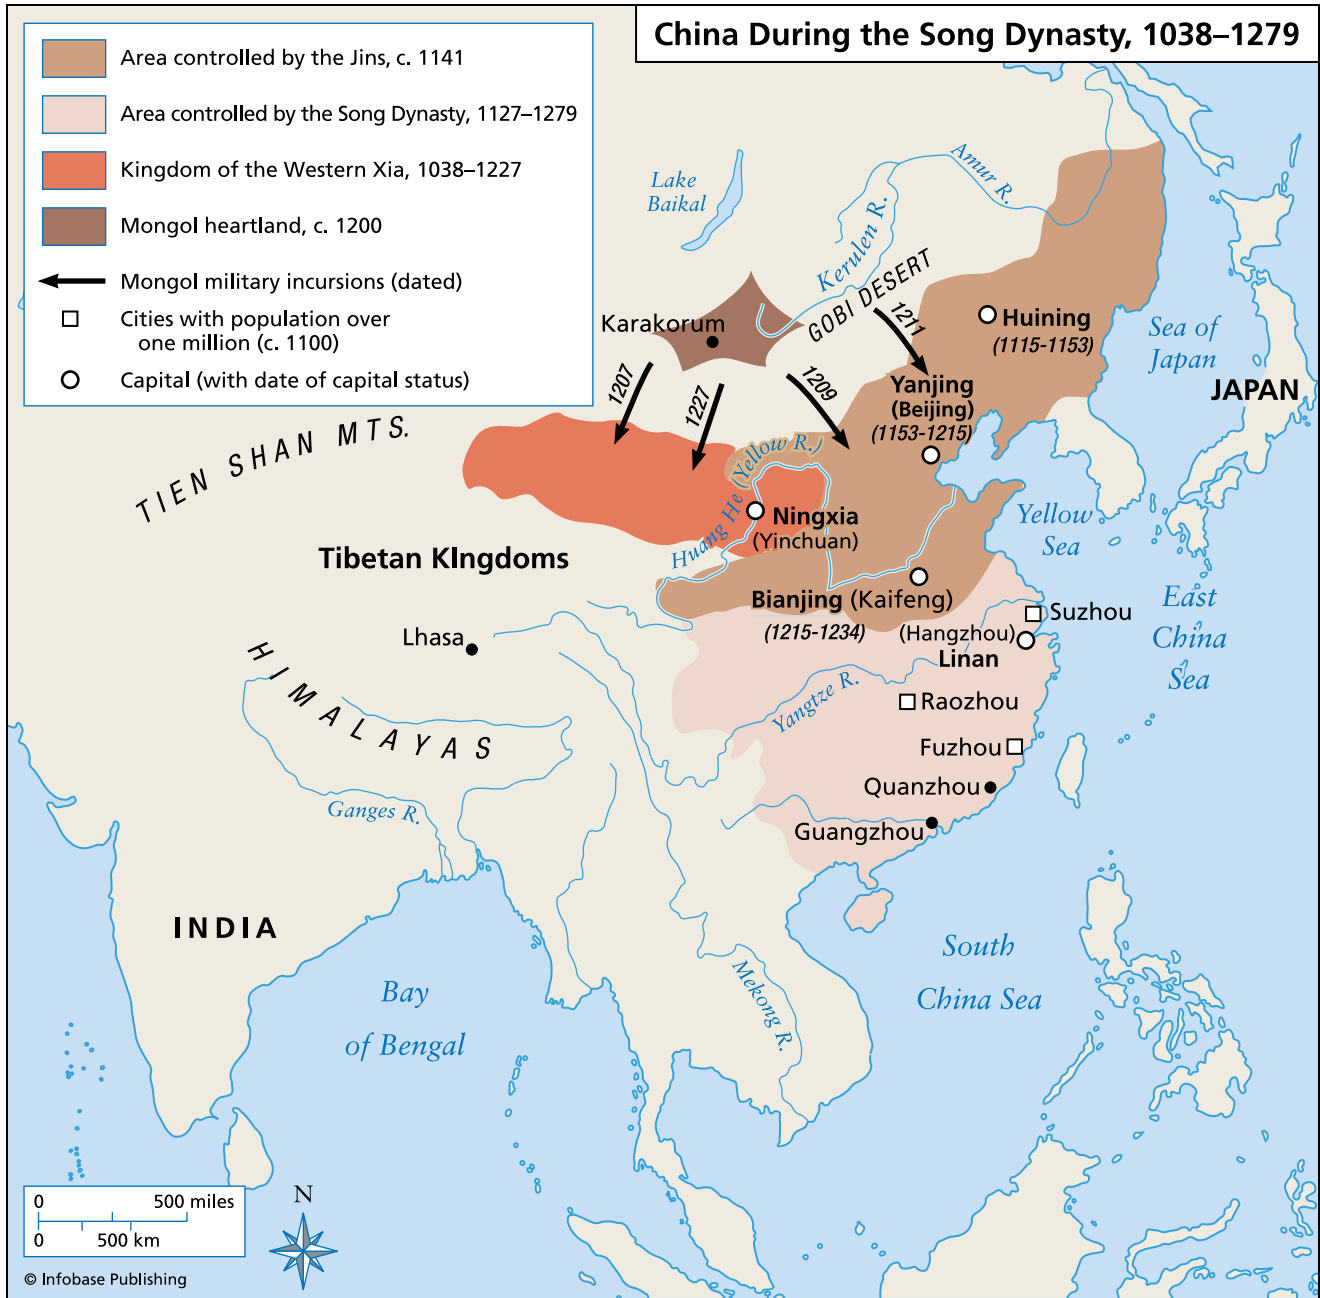 China During the Song Dynasty, 1038–1279
Area controlled by the Jins, c. 1141
Area controlled by the Song Dynasty, 1127–1279
Kingdom of the Western Xia, 1038–1227
Mongol heartland, c. 1200
Mongol military incursions (dated)
Cities with population over
one million (c. 1100)
Capital (with date of capital status)
Lake
Baikal
Amur R.
Kerulen R.
GOBI DESERT
Karakorum
1211
Huining
(1115-1153)
Sea of
Japan
JAPAN
1207
1227
1209
Yanjing
(Beijing)
(1153-1215)
TIEN SHAN MTS.
Huang He (Yellow R.)
Ningxia
(Yinchuan)
Yellow
Sea
Tibetan KIngdoms
Bianjing (Kaifeng)
(1215-1234)
East
China
Sea
Suzhou
(Hangzhou)
Linan
Lhasa
HIMALAYAS
Yangtze R.
Raozhou
Fuzhou
Quanzhou
Guangzhou
Ganges R.
INDIA
South
China Sea
Bay
of Bengal
Mekong R.
0 500 miles
0 500 km
N
© Infobase Publishing